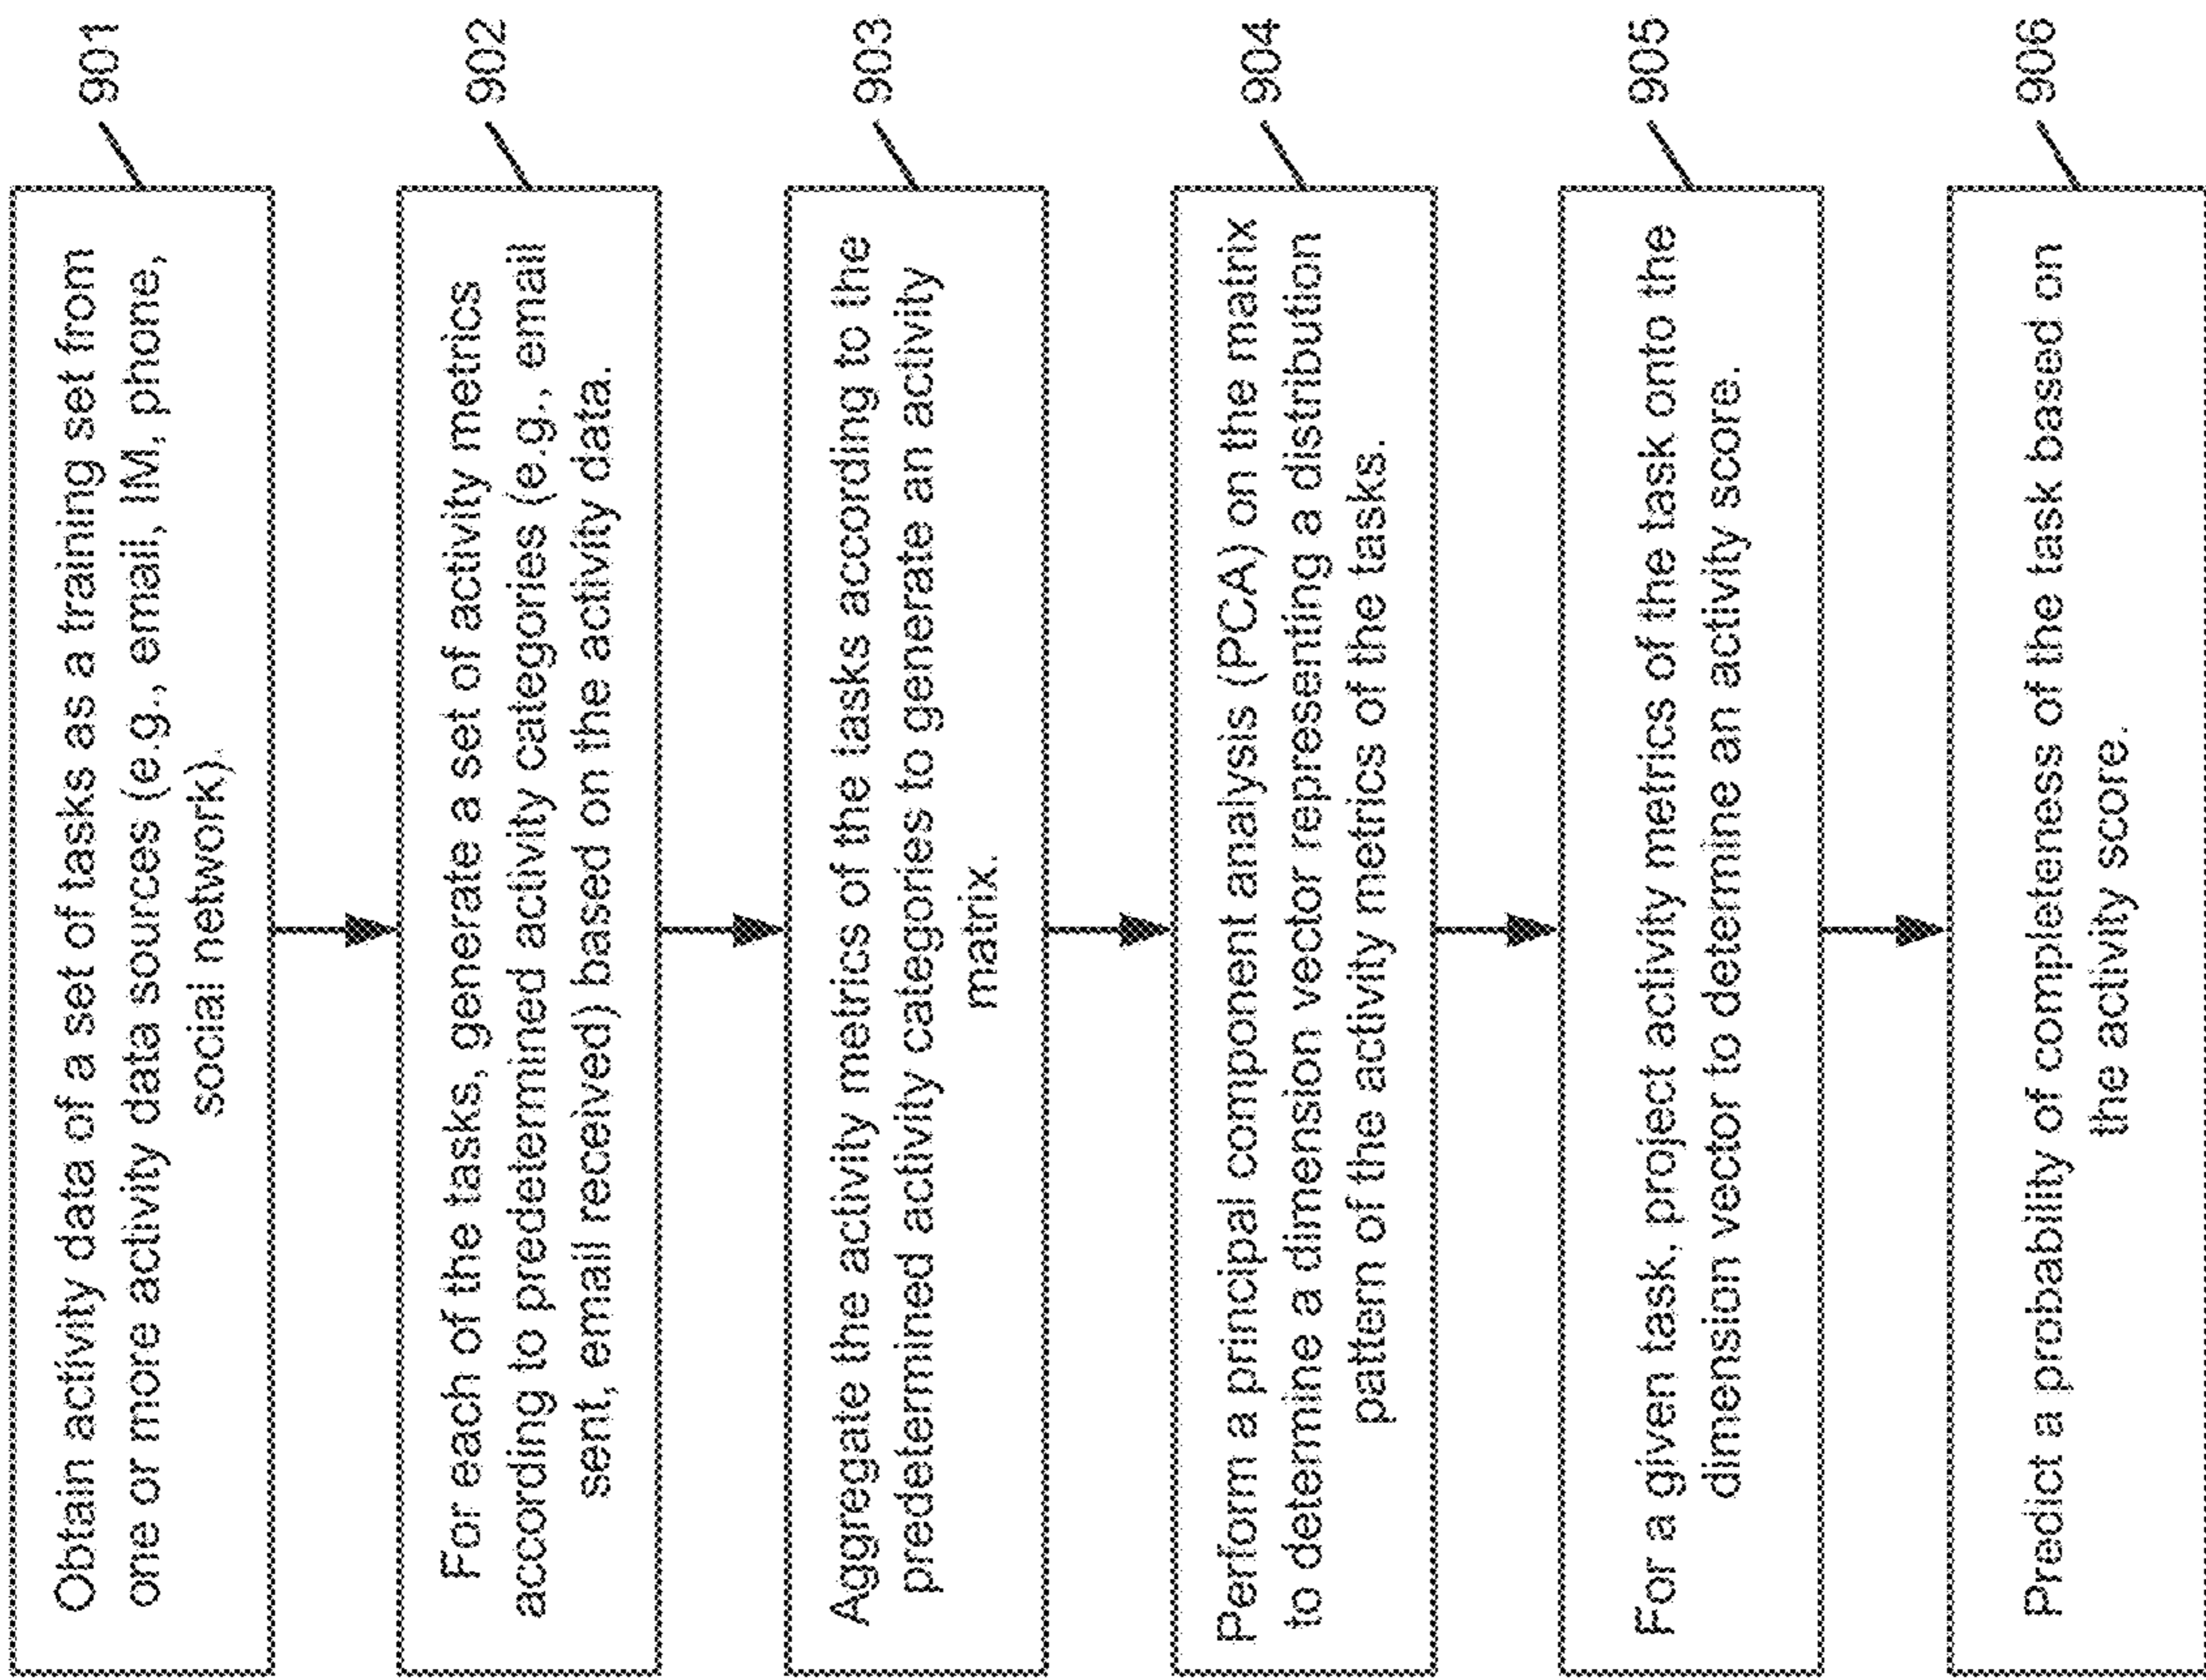 Obtain activity data of a set of tasks as a training set from
one or more activity data sources (e.g., email, IM, phone,
social network).
901
For each of the tasks, generate a set of activity metrics
according to predetermined activity categories (e.g., email
sent, email received) based on the activity data.
902
Aggregate the activity metrics of the tasks according to the
predetermined activity categories to generate an activity
matrix.
903
Perform a principal component analysis (PCA) on the matrix
to determine a dimension vector representing a distribution
pattern of the activity metrics of the tasks.
904
For a given task, project activity metrics of the task onto the
dimension vector to determine an activity score.
905
Predict a probability of completeness of the task based on
the activity score.
906